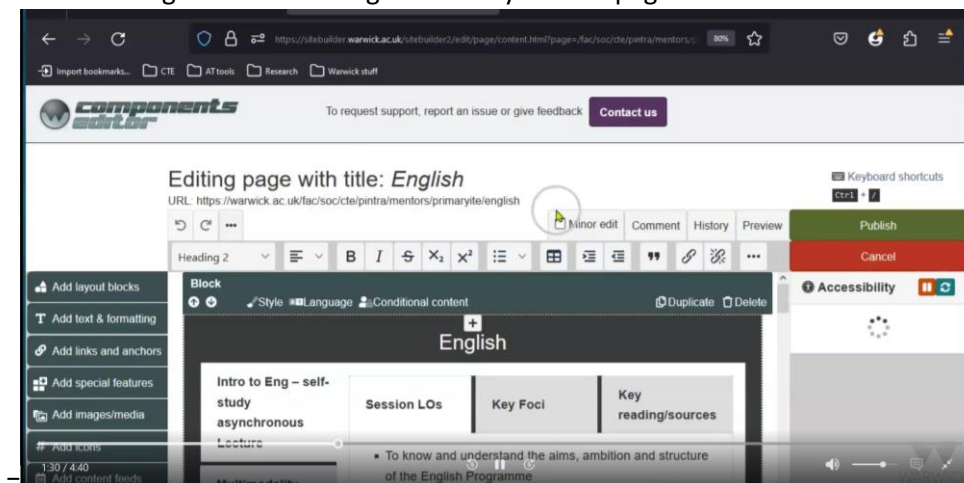 https://sitebuilder.warwick.ac.uk/sitebuilder2/edit/page/content.html?page=/fac/soc/cte/pintra/mentors/
80%
Import bookmarks... CTE AT tools Research Warwick stuff
components
editor
To request support, report an issue or give feedback Contact us
Editing page with title: English
URL: https://warwick.ac.uk/fac/soc/cte/pintra/mentors/primaryite/english
Keyboard shortcuts
Ctrl + /
Minor edit Comment History Preview Publish
Heading 2 B I S X₂ X² Cancel
Block
Style Language Conditional content Duplicate Delete
Accessibility
Add layout blocks
Add text & formatting
Add links and anchors
Add special features
Add images/media
Add icons
Add content feeds
English
Intro to Eng – self-
study
asynchronous
Lecture
Multimodality
Session LOs Key Foci Key
reading/sources
▪ To know and understand the aims, ambition and structure
of the English Programme
1:30 / 4:40